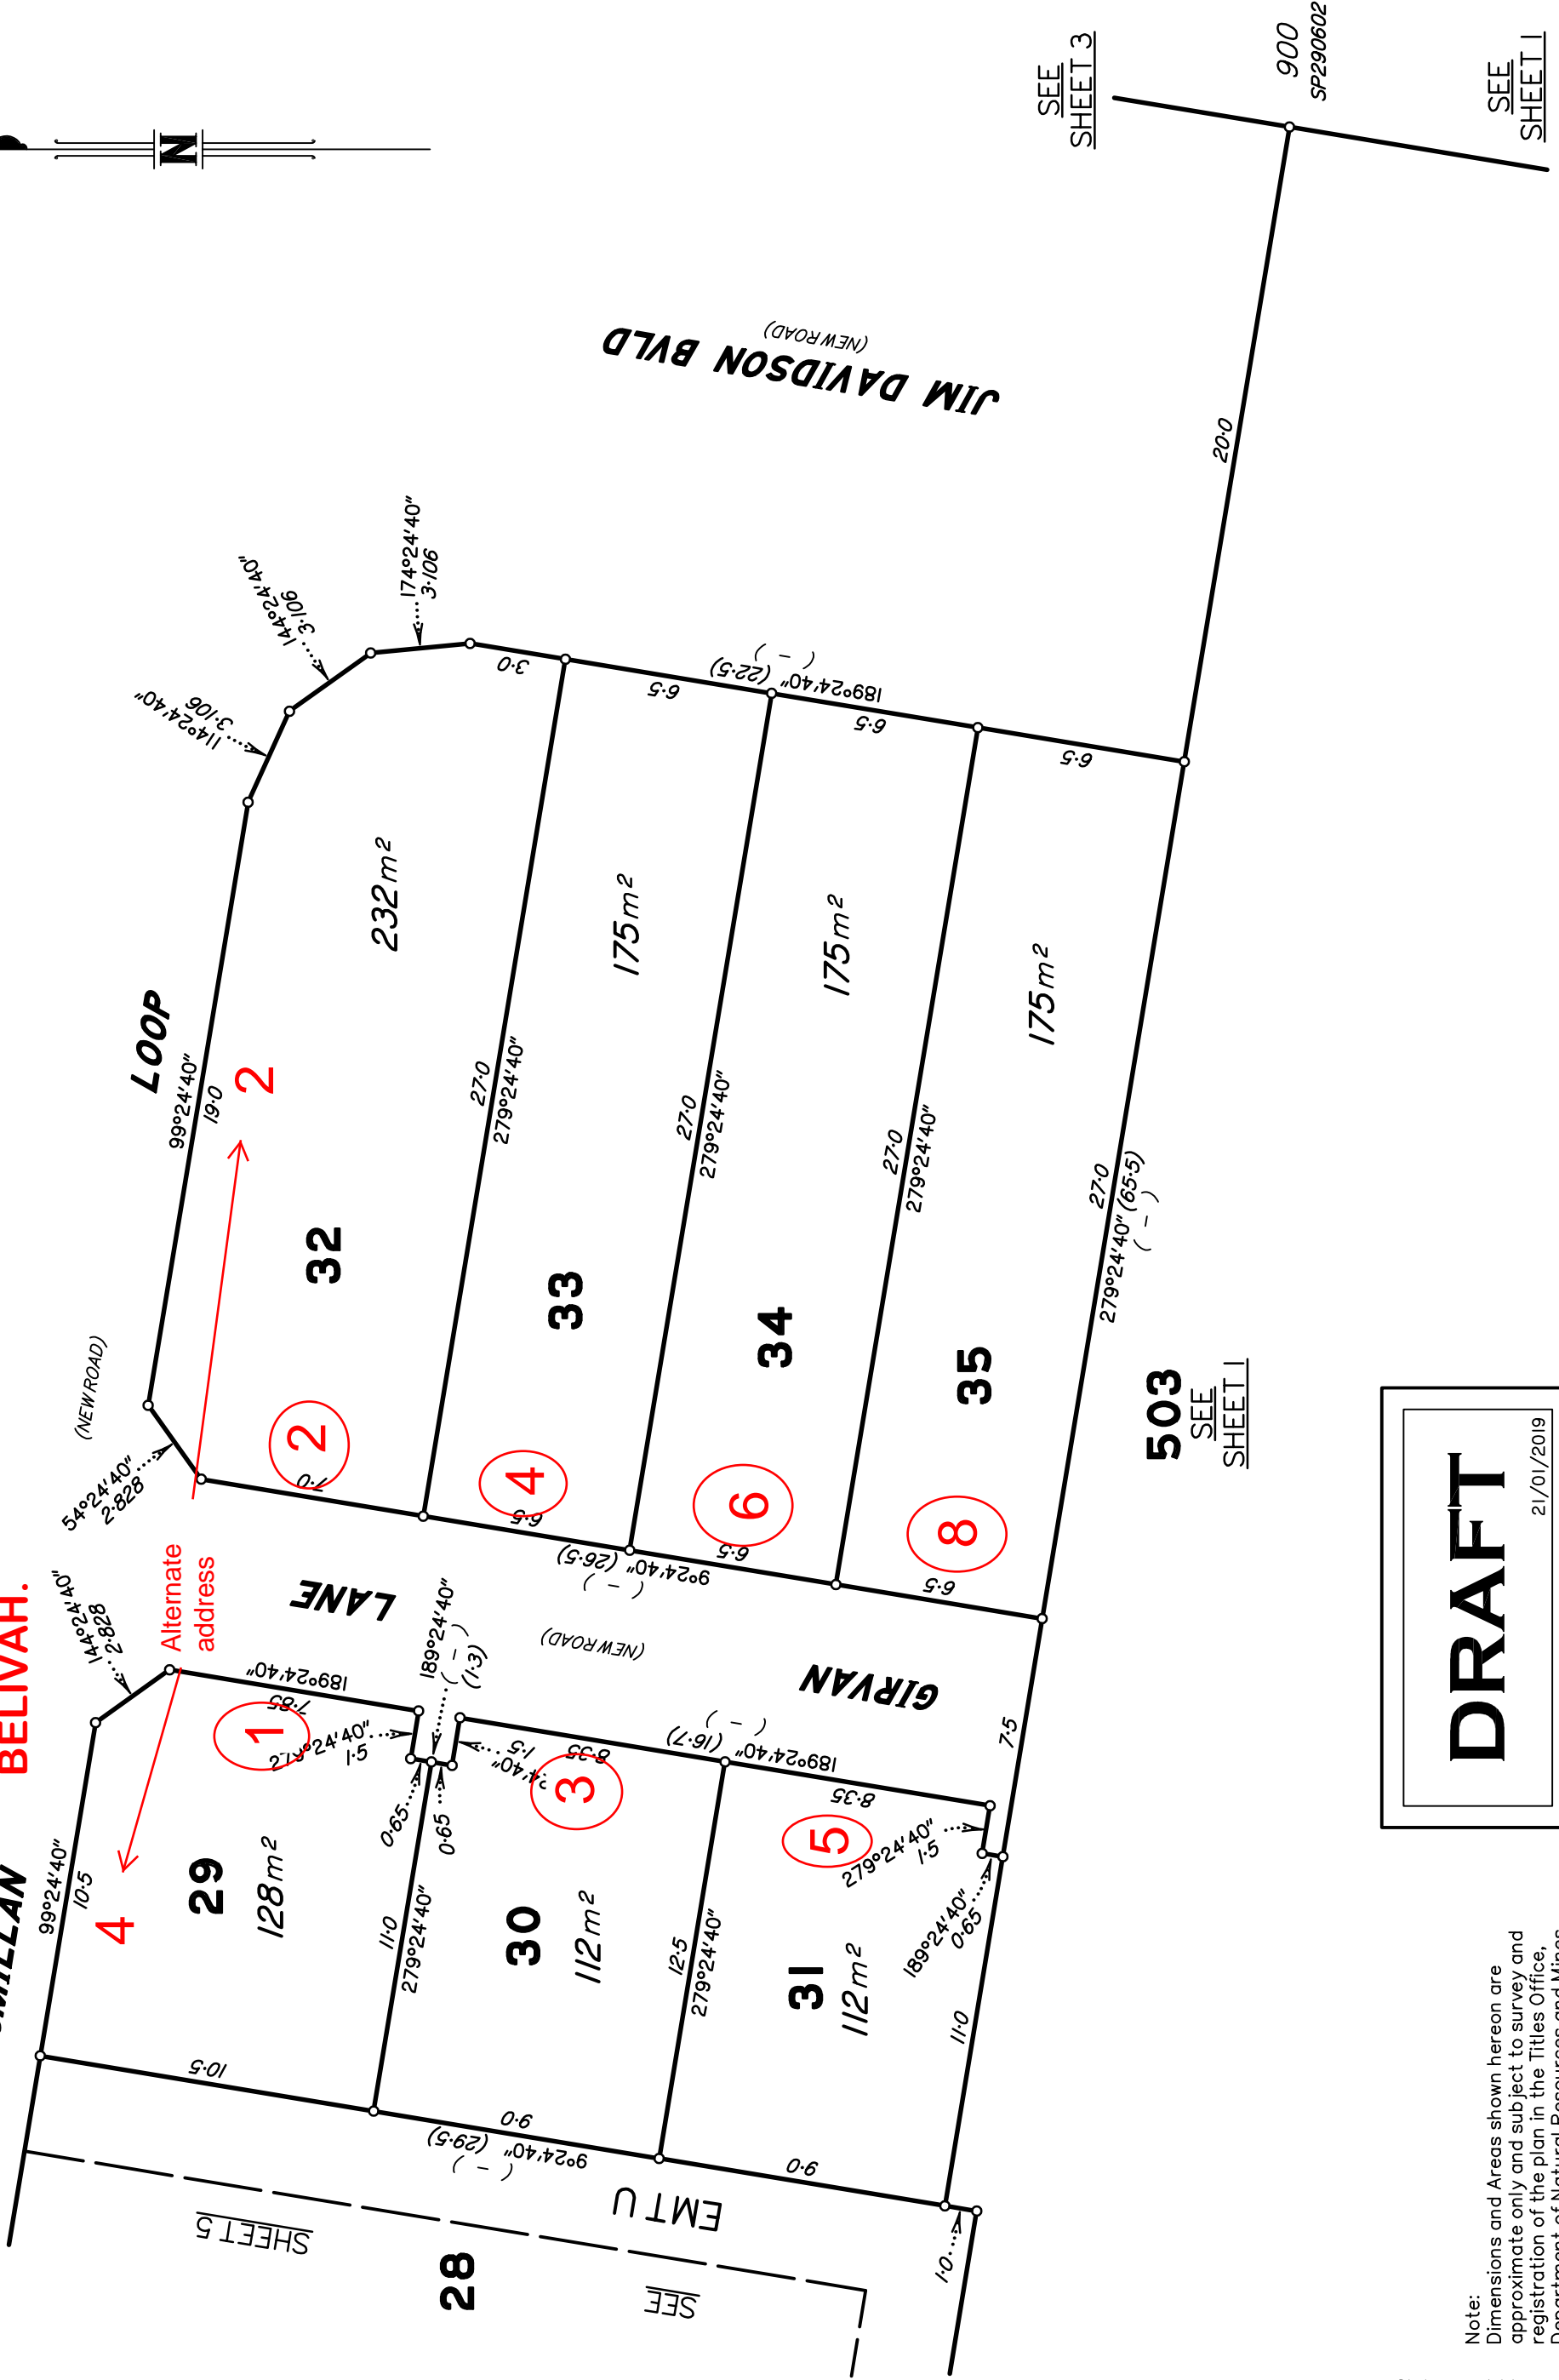 BELIVAH.
N
SEE
SHEET 3
900
SP290602
SEE
SHEET 1
JIM DAVIDSON BVLD
(NEW ROAD)
LOOP
(NEW ROAD)
99°24'40"
19·0
2
114°24'40"
3·106
144°24'40"
3·106
174°24'40"
3·106
3·0
6·5
6·5
6·5
189°24'40" (22·5)
( – )
20·0
54°24'40"
2·828
32
232m²
2
7·0
27·0
279°24'40"
33
175m²
4
6·5
27·0
279°24'40"
34
175m²
6
6·5
27·0
279°24'40"
35
175m²
8
6·5
27·0
279°24'40" (65·5)
( – )
9°24'40" (26·5)
( – )
503
SEE
SHEET 1
GIRVAN LANE
(NEW ROAD)
7·5
Alternate
address
4
144°24'40"
2·828
99°24'40"
10·5
29
128m²
1
189°24'40"
7·85
1·5
189°24'40"
( – )
(1·3)
0·65
0·65
11·0
279°24'40"
10·5
30
112m²
3
8·35
1·5
12·5
279°24'40"
9·0
189°24'40" (16·7)
( – )
31
112m²
5
8·35
279°24'40"
1·5
189°24'40"
0·65
11·0
9·0
9°24'40" (29·5)
( – )
1·0
EMT U
28
SEE
SHEET 5
DRAFT
21/01/2019
Note:
Dimensions and Areas shown hereon are
approximate only and subject to survey and
registration of the plan in the Titles Office,
Department of Natural Resources and Mines